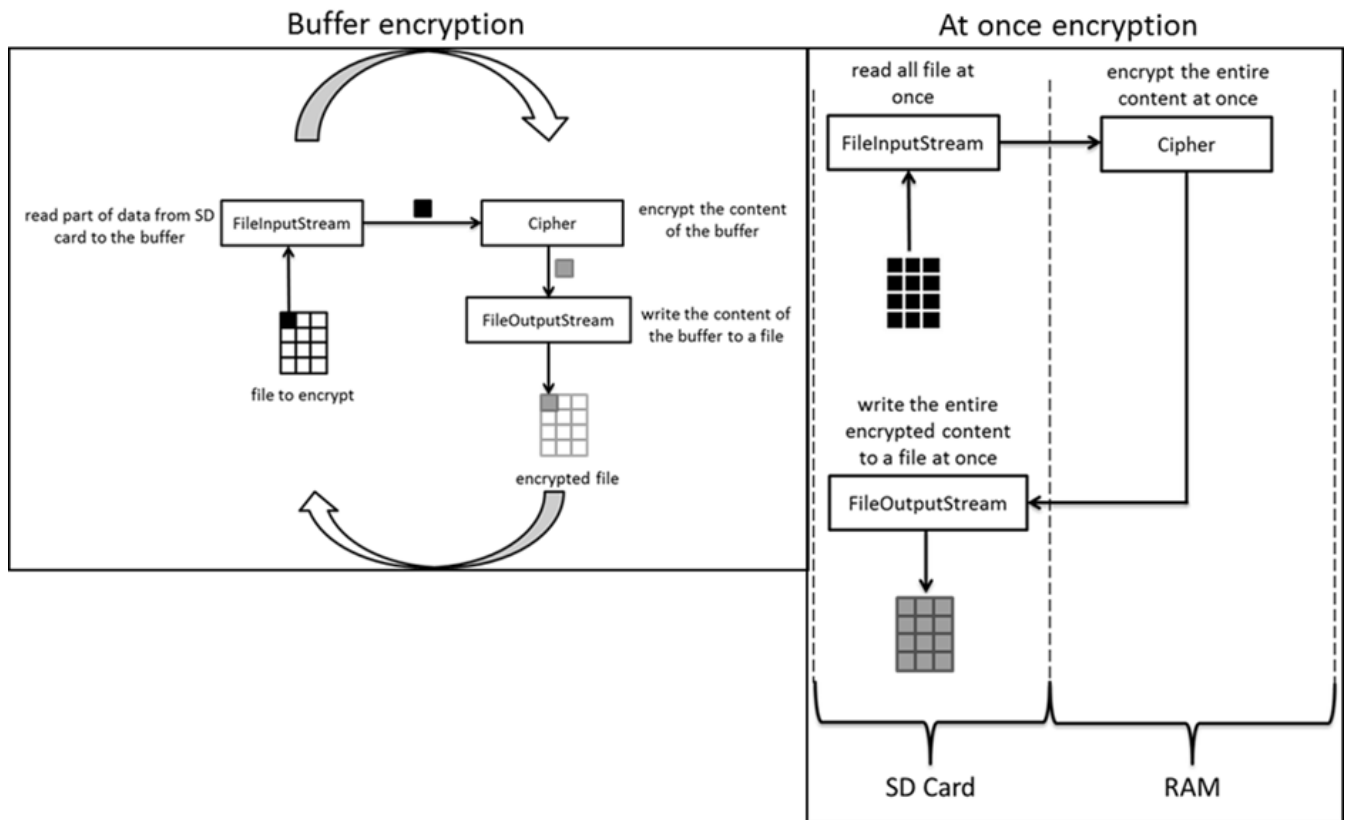 Buffer encryption
read part of data from SD
card to the buffer
FileInputStream
Cipher
encrypt the content
of the buffer
FileOutputStream
write the content of
the buffer to a file
file to encrypt
encrypted file
At once encryption
read all file at
once
encrypt the entire
content at once
FileInputStream
Cipher
write the entire
encrypted content
to a file at once
FileOutputStream
SD Card
RAM